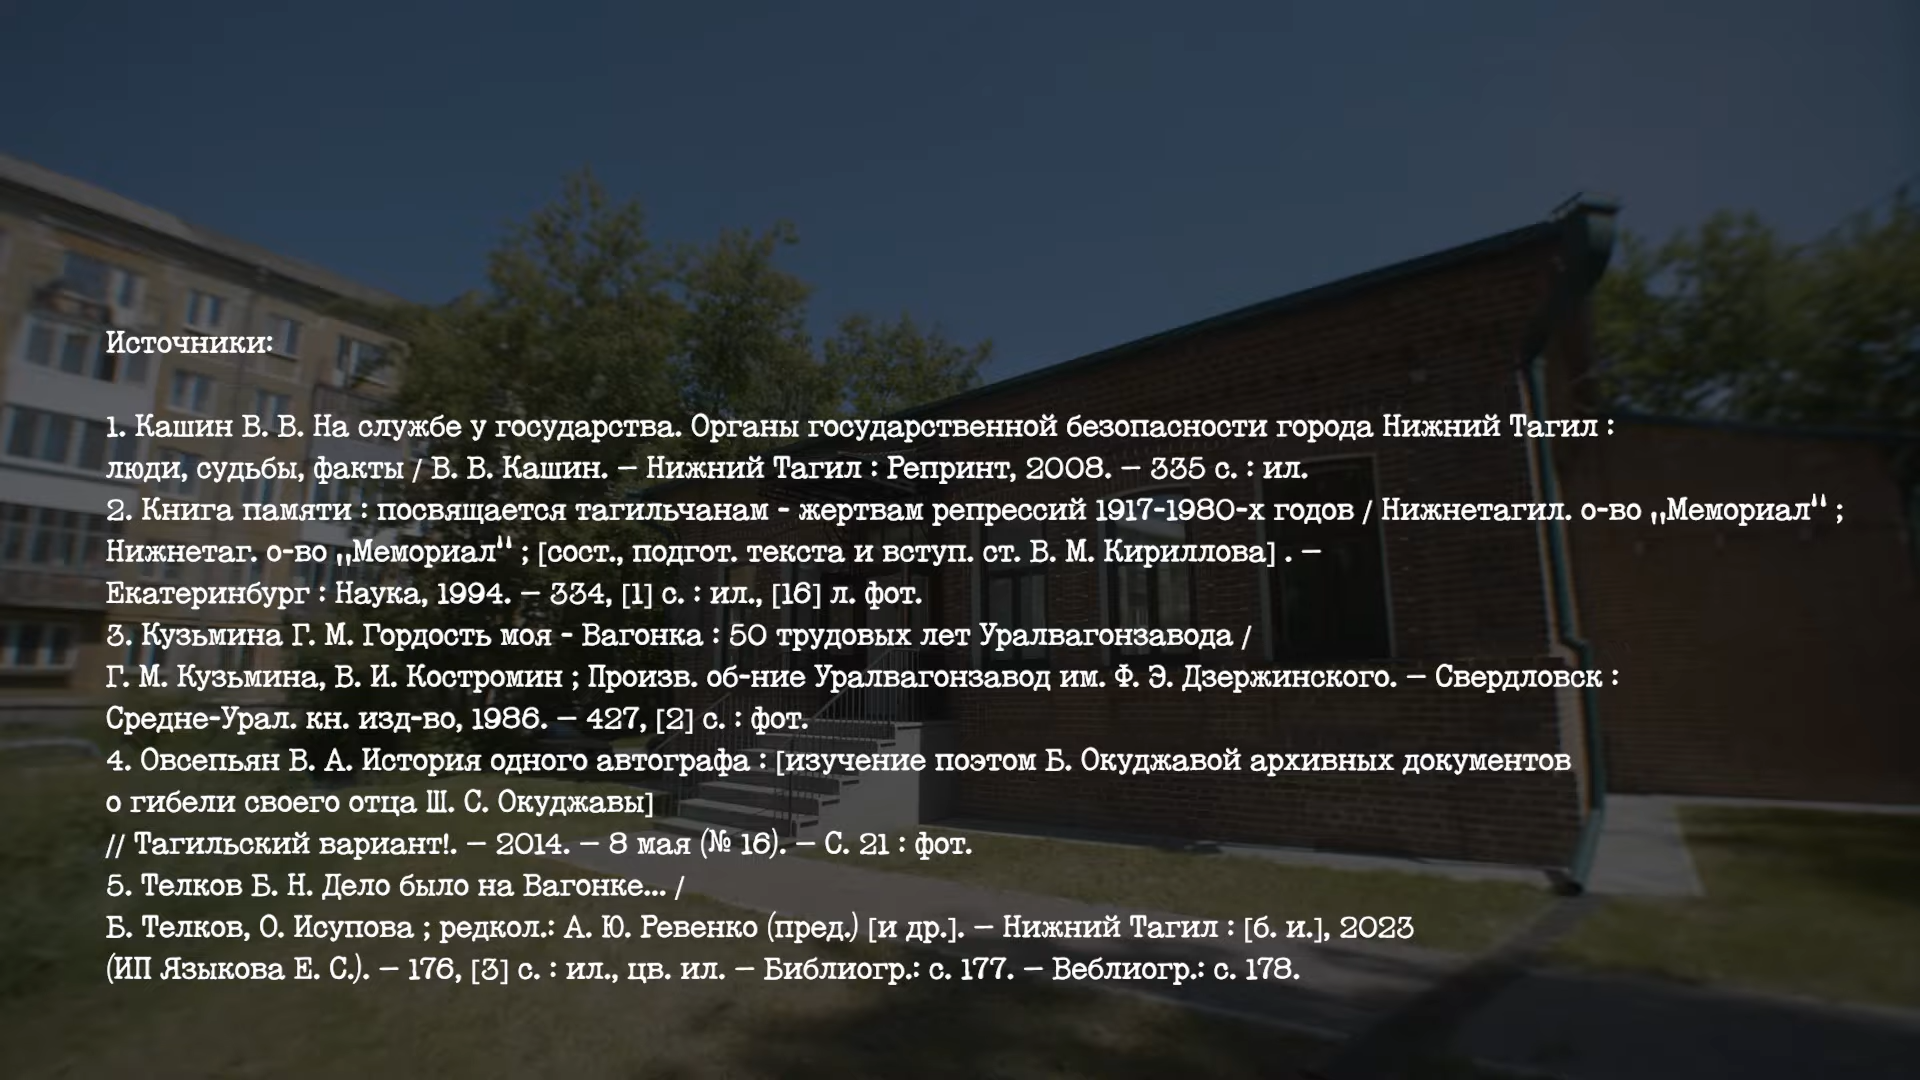 Источники:
1. Кашин В. В. На службе у государства. Органы государственной безопасности города Нижний Тагил :
люди, судьбы, факты / В. В. Кашин. – Нижний Тагил : Репринт, 2008. – 335 с. : ил.
2. Книга памяти : посвящается тагильчанам - жертвам репрессий 1917-1980-х годов / Нижнетагил. о-во „Мемориал“ ;
Нижнетаг. о-во „Мемориал“ ; [сост., подгот. текста и вступ. ст. В. М. Кириллова] . –
Екатеринбург : Наука, 1994. – 334, [1] с. : ил., [16] л. фот.
3. Кузьмина Г. М. Гордость моя - Вагонка : 50 трудовых лет Уралвагонзавода /
Г. М. Кузьмина, В. И. Костромин ; Произв. об-ние Уралвагонзавод им. Ф. Э. Дзержинского. – Свердловск :
Средне-Урал. кн. изд-во, 1986. – 427, [2] с. : фот.
4. Овсепьян В. А. История одного автографа : [изучение поэтом Б. Окуджавой архивных документов
о гибели своего отца Ш. С. Окуджавы]
// Тагильский вариант!. – 2014. – 8 мая (№ 16). – С. 21 : фот.
5. Телков Б. Н. Дело было на Вагонке... /
Б. Телков, О. Исупова ; редкол.: А. Ю. Ревенко (пред.) [и др.]. – Нижний Тагил : [б. и.], 2023
(ИП Языкова Е. С.). – 176, [3] с. : ил., цв. ил. – Библиогр.: с. 177. – Веблиогр.: с. 178.